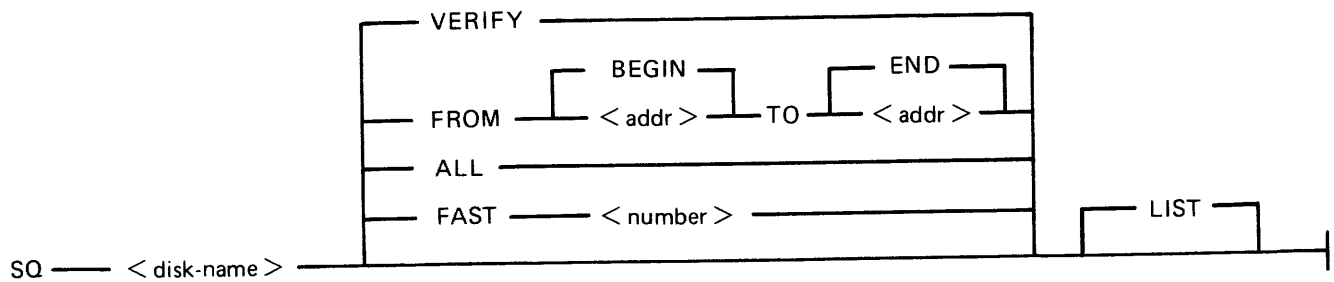 VERIFY
BEGIN END
FROM < addr > TO < addr >
ALL
FAST < number >
LIST
SQ < disk-name >